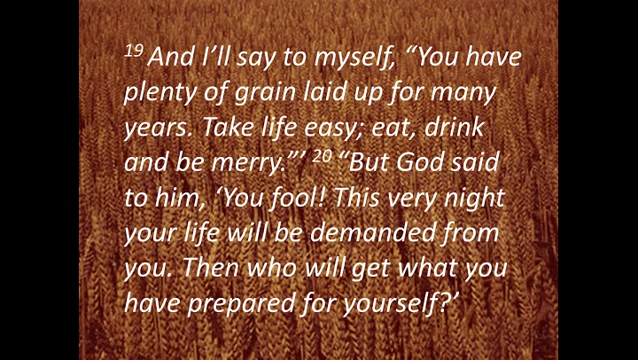 19 And I’ll say to myself, “You have
plenty of grain laid up for many
years. Take life easy; eat, drink
and be merry.”’ 20 “But God said
to him, ‘You fool! This very night
your life will be demanded from
you. Then who will get what you
have prepared for yourself?’